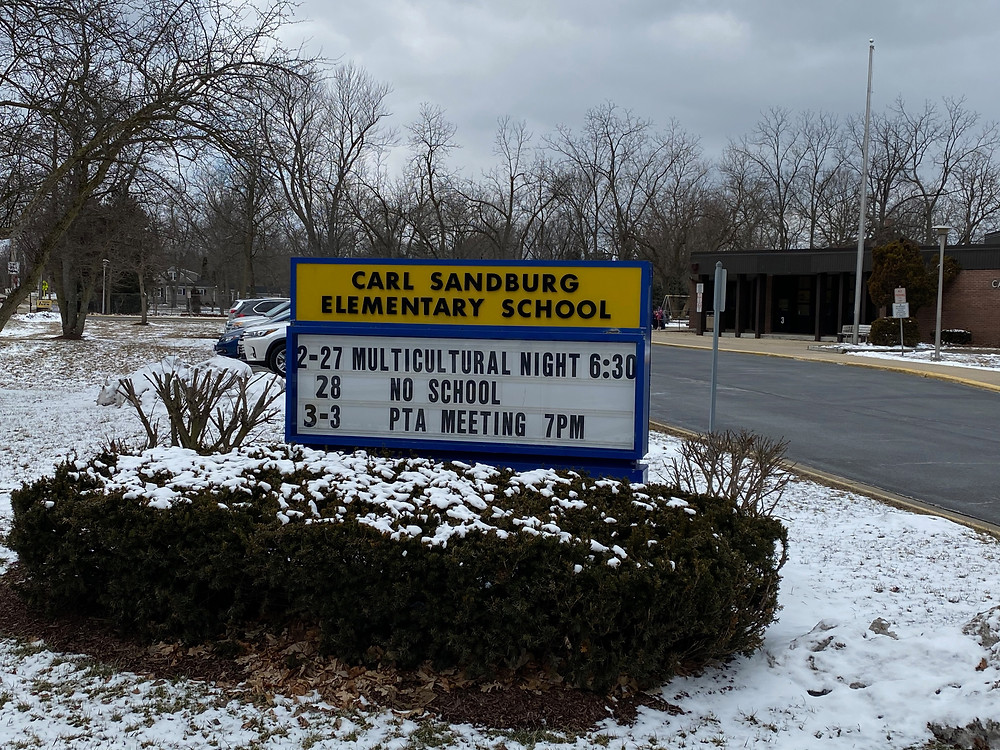 CARL SANDBURG
ELEMENTARY SCHOOL
2-27 MULTICULTURAL NIGHT 6:30
28 NO SCHOOL
3-3 PTA MEETING 7PM